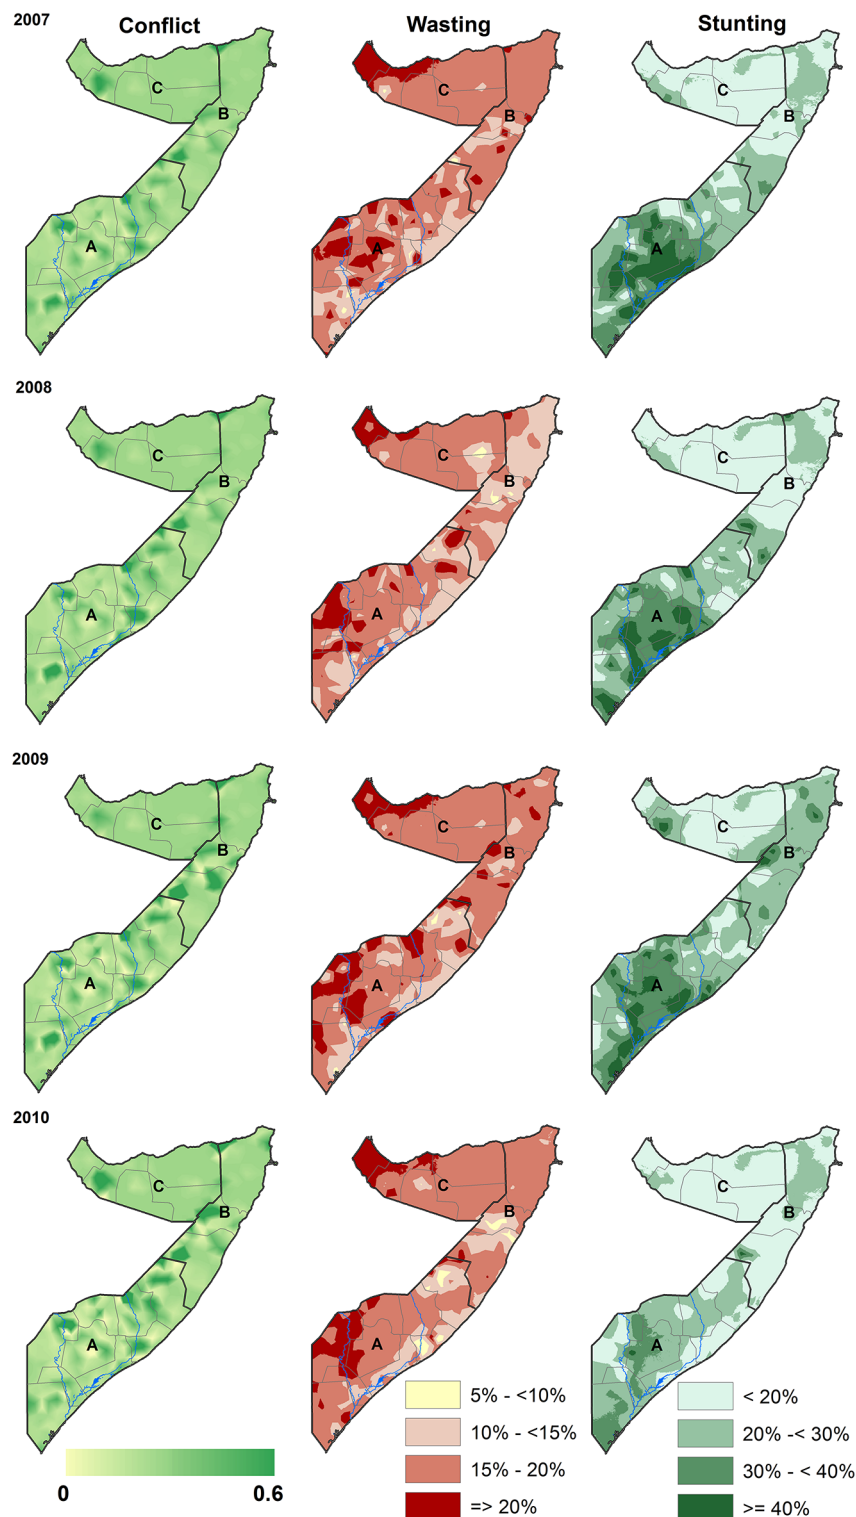 2007
Conflict
Wasting
Stunting
C
B
A
C
B
A
C
B
A
2008
C
B
A
C
B
A
C
B
A
2009
C
B
A
C
B
A
C
B
A
2010
C
B
A
C
B
A
C
B
A
0
0.6
5% - <10%
10% - <15%
15% - 20%
=> 20%
< 20%
20% -< 30%
30% - < 40%
>= 40%